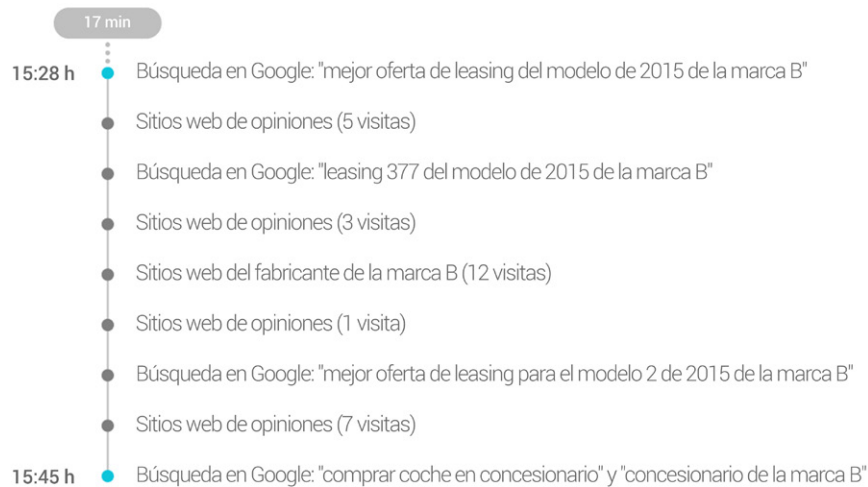 17 min
15:28 h Búsqueda en Google: "mejor oferta de leasing del modelo de 2015 de la marca B"
Sitios web de opiniones (5 visitas)
Búsqueda en Google: "leasing 377 del modelo de 2015 de la marca B"
Sitios web de opiniones (3 visitas)
Sitios web del fabricante de la marca B (12 visitas)
Sitios web de opiniones (1 visita)
Búsqueda en Google: "mejor oferta de leasing para el modelo 2 de 2015 de la marca B"
Sitios web de opiniones (7 visitas)
15:45 h Búsqueda en Google: "comprar coche en concesionario" y "concesionario de la marca B"